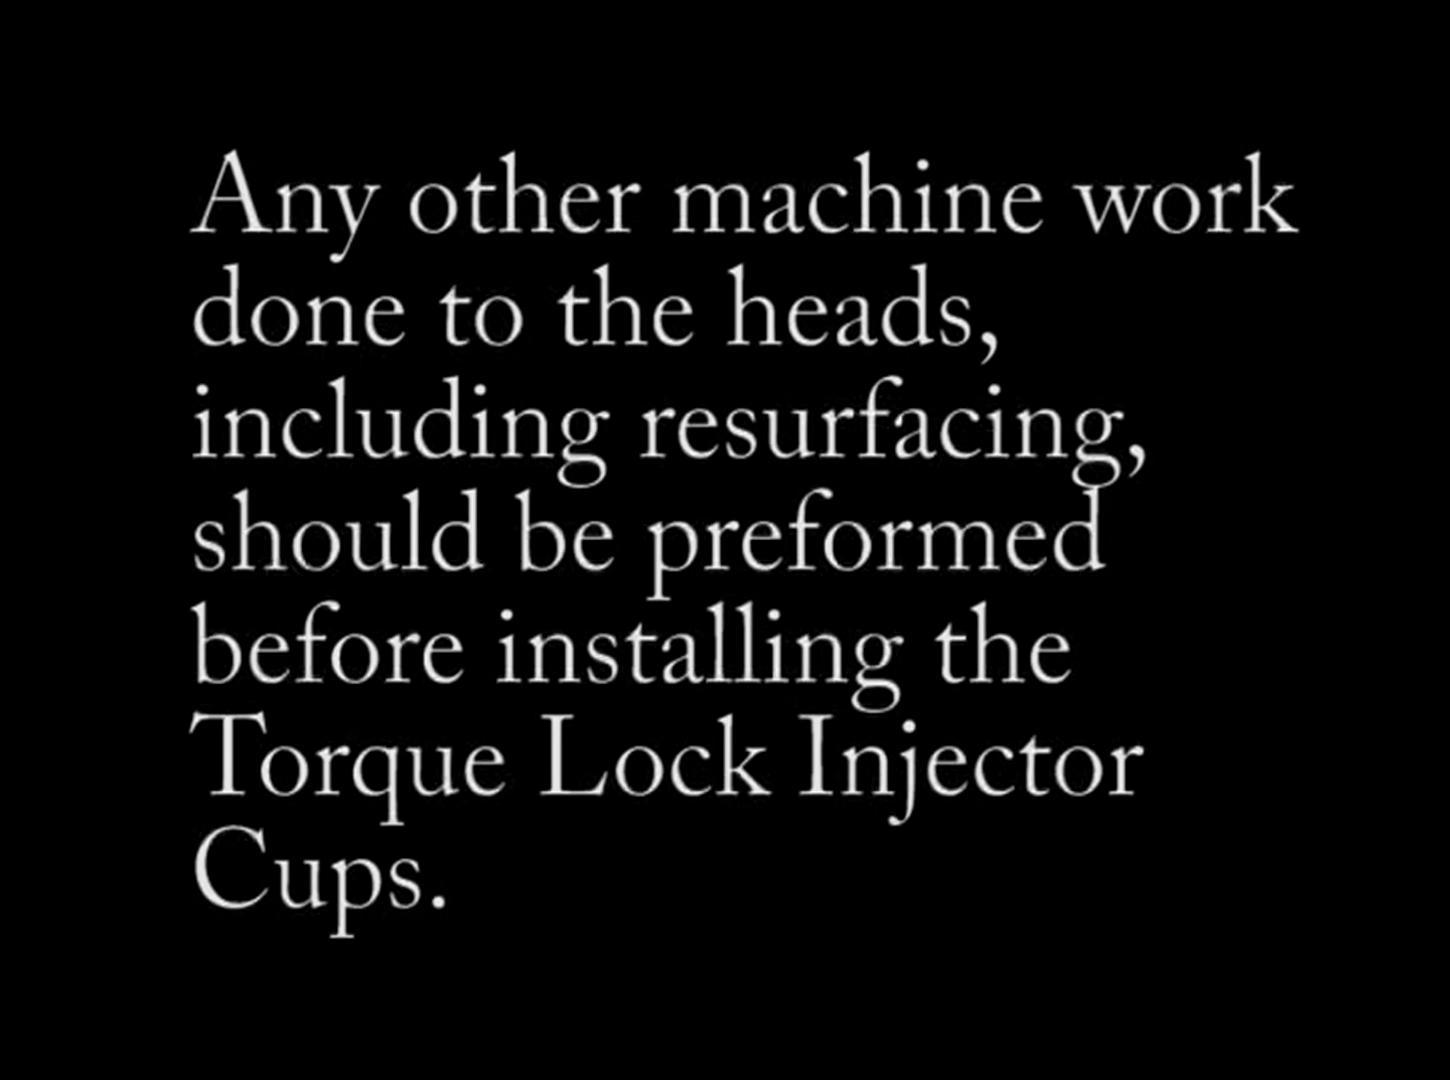 Any other machine work
done to the heads,
including resurfacing,
should be preformed
before installing the
Torque Lock Injector
Cups.